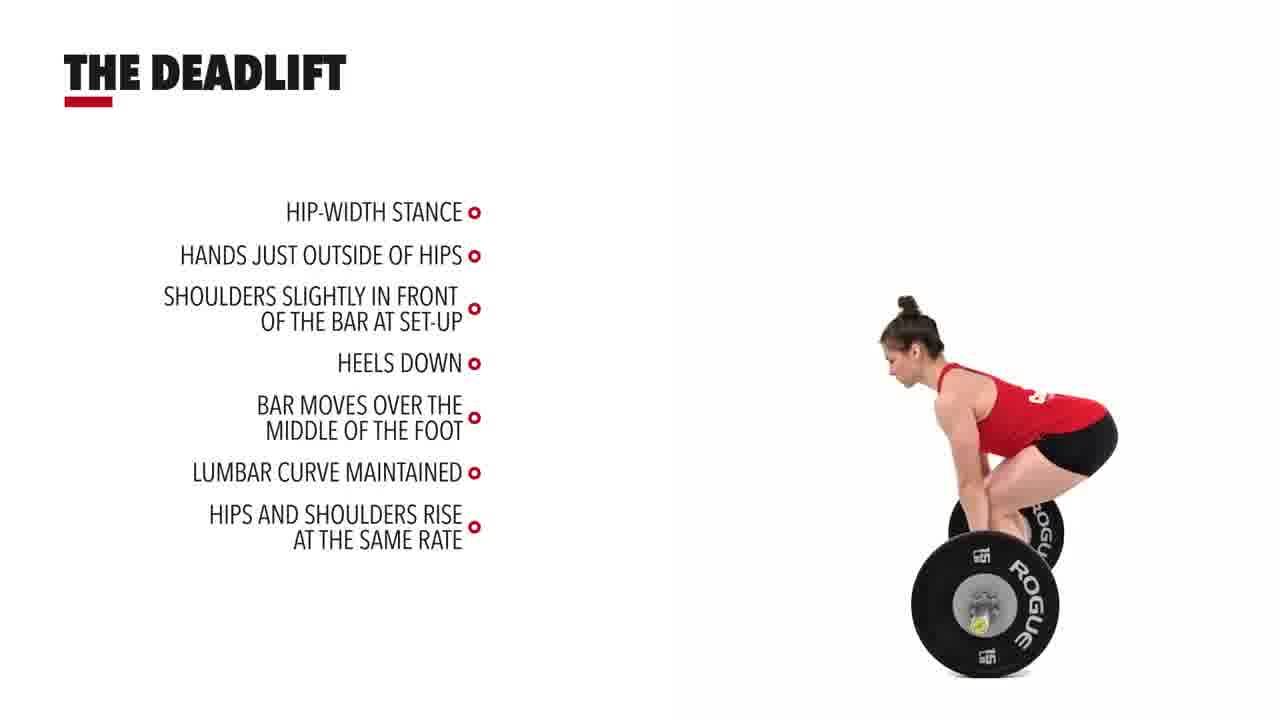 THE DEADLIFT
HIP-WIDTH STANCE
HANDS JUST OUTSIDE OF HIPS
SHOULDERS SLIGHTLY IN FRONT
OF THE BAR AT SET-UP
HEELS DOWN
BAR MOVES OVER THE
MIDDLE OF THE FOOT
LUMBAR CURVE MAINTAINED
HIPS AND SHOULDERS RISE
AT THE SAME RATE
ROGUE
15
ROGUE
15